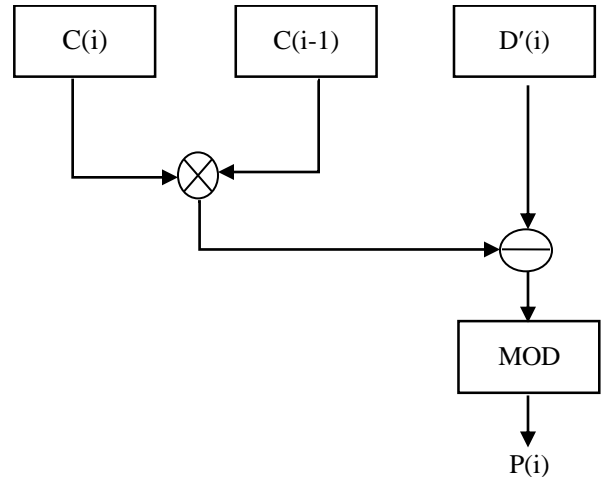 C(i)
C(i-1)
D′(i)
MOD
P(i)